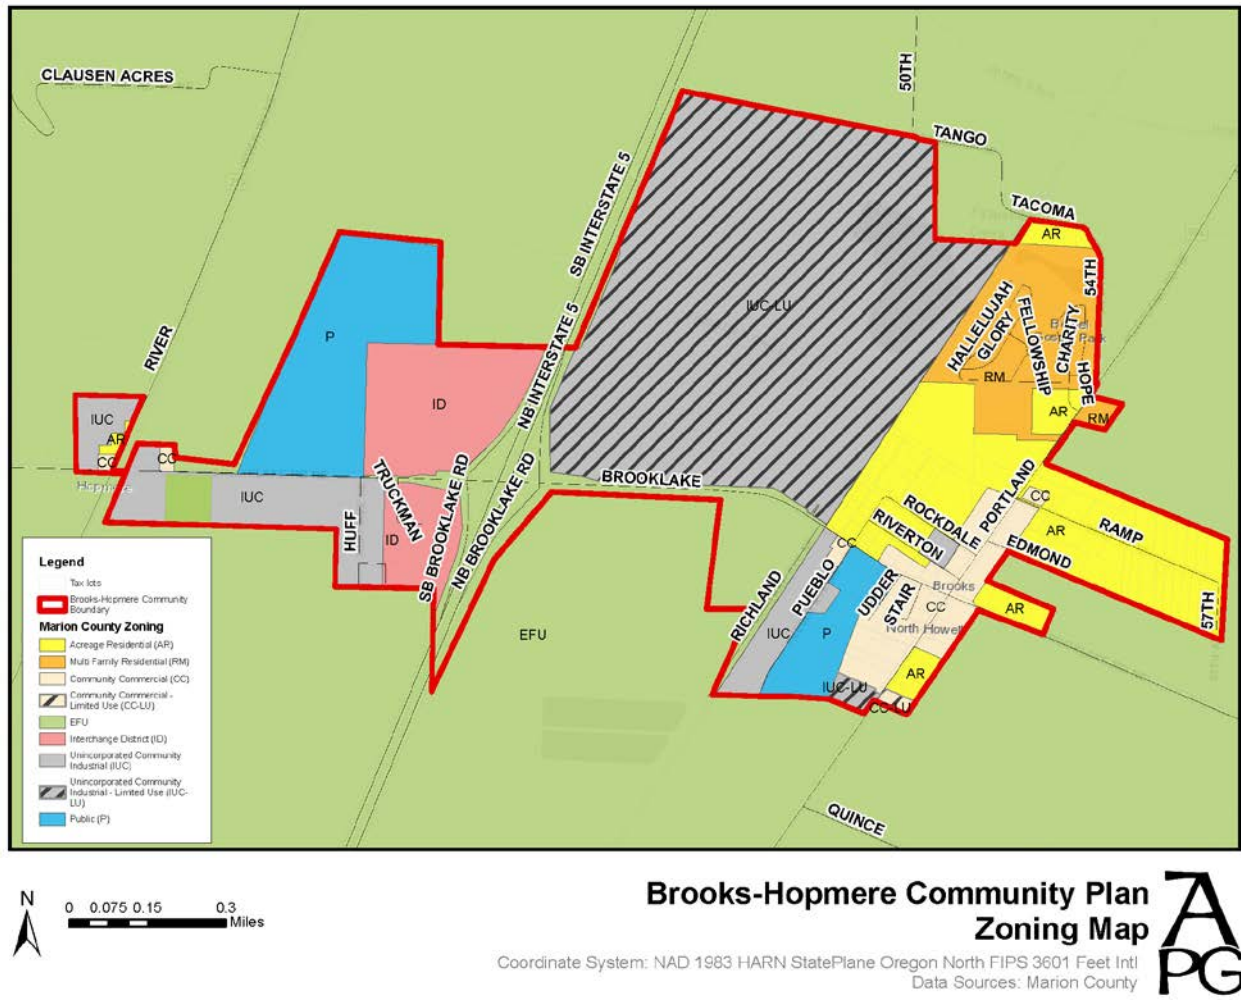 CLAUSEN ACRES
50TH
TANGO
TACOMA
AR
54TH
SB INTERSTATE 5
IUC-LU
P
HALLELUJAH
GLORY
FELLOWSHIP
CHARITY
HOPE
RIVER
NB INTERSTATE 5
RM
ID
AR
RM
IUC
AR
CC
CC
Hopmere
IUC
TRUCKMAN
SB BROOKLAKE RD
NB BROOKLAKE RD
BROOKLAKE
PORTLAND
CC
ROCKDALE
RIVERTON
AR
RAMP
EDMOND
HUFF
ID
CC
PUEBLO
UDDER
STAIR
Brooks
CC
AR
57TH
North Howell
RICHLAND
IUC
P
EFU
AR
IUC-LU
CC-LU
QUINCE
Legend
Tax lots
Brooks-Hopmere Community
Boundary
Marion County Zoning
Acreage Residential (AR)
Multi Family Residential (RM)
Community Commercial (CC)
Community Commercial -
Limited Use (CC-LU)
EFU
Interchange District (ID)
Unincorporated Community
Industrial (IUC)
Unincorporated Community
Industrial - Limited Use (IUC-
LU)
Public (P)
N
0 0.075 0.15 0.3
Miles
Brooks-Hopmere Community Plan
Zoning Map
Coordinate System: NAD 1983 HARN StatePlane Oregon North FIPS 3601 Feet Intl
Data Sources: Marion County
APG